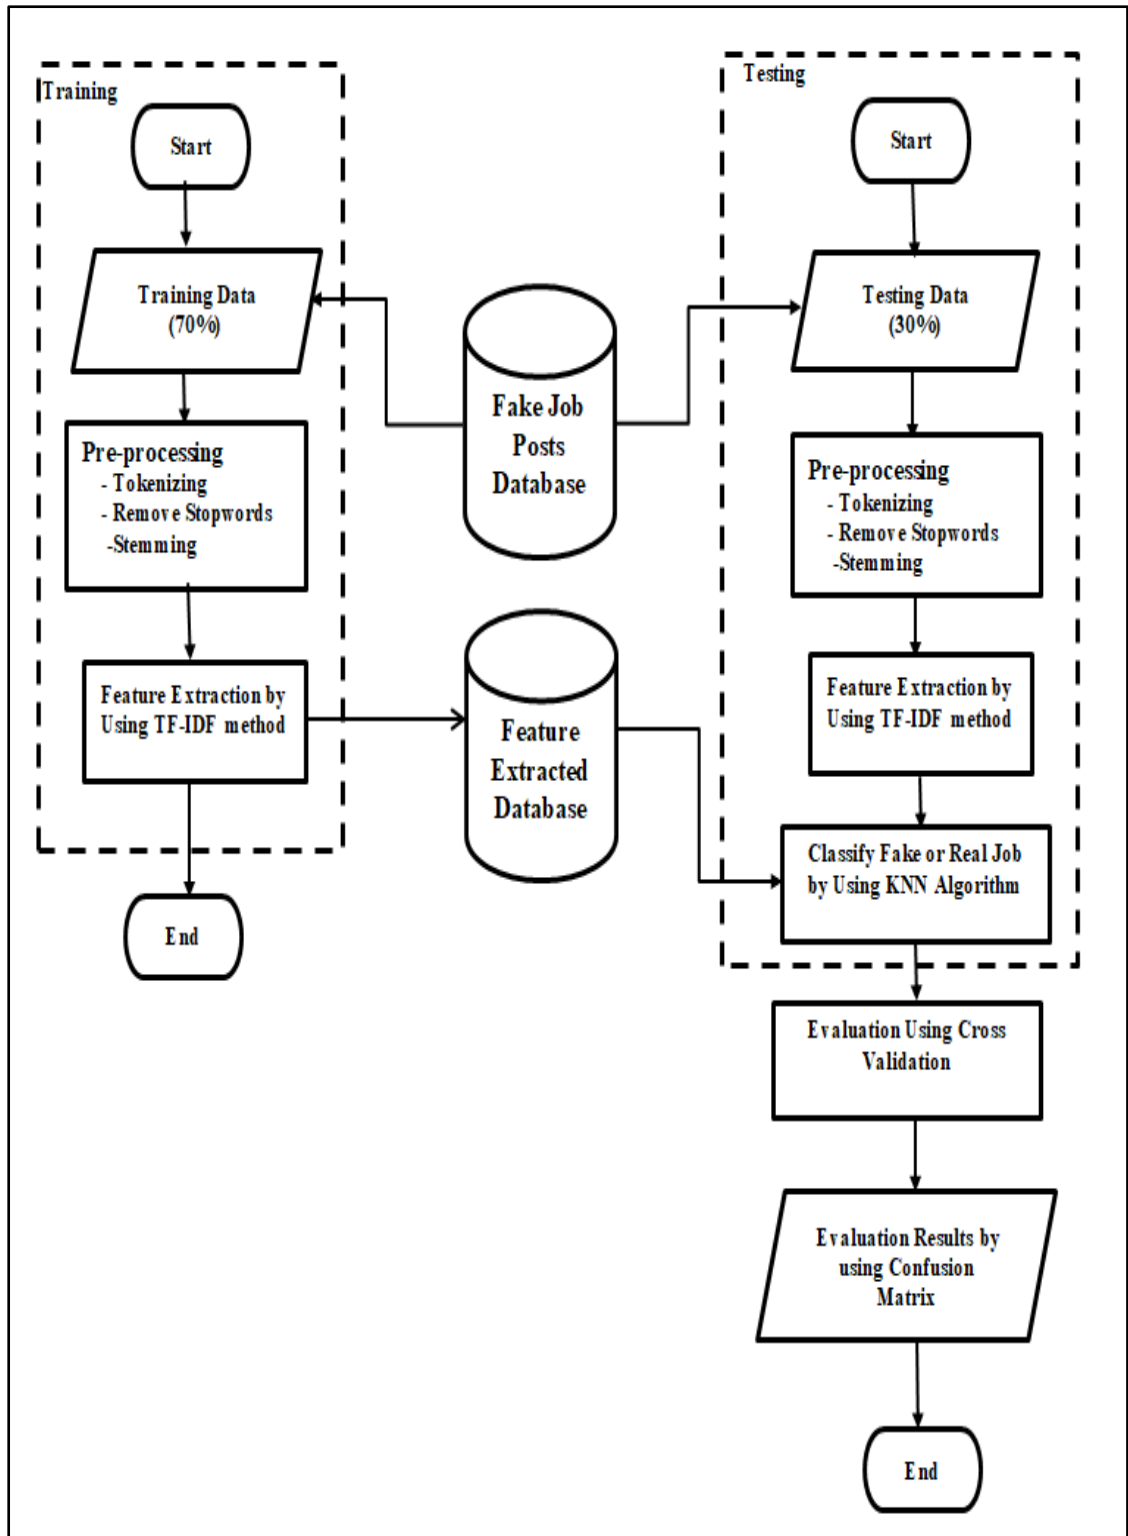 Training
Start
Training Data
(70%)
Pre-processing
- Tokenizing
- Remove Stopwords
-Stemming
Feature Extraction by
Using TF-IDF method
End
Fake Job
Posts
Database
Feature
Extracted
Database
Testing
Start
Testing Data
(30%)
Pre-processing
- Tokenizing
- Remove Stopwords
-Stemming
Feature Extraction by
Using TF-IDF method
Classify Fake or Real Job
by Using KNN Algorithm
Evaluation Using Cross
Validation
Evaluation Results by
using Confusion
Matrix
End